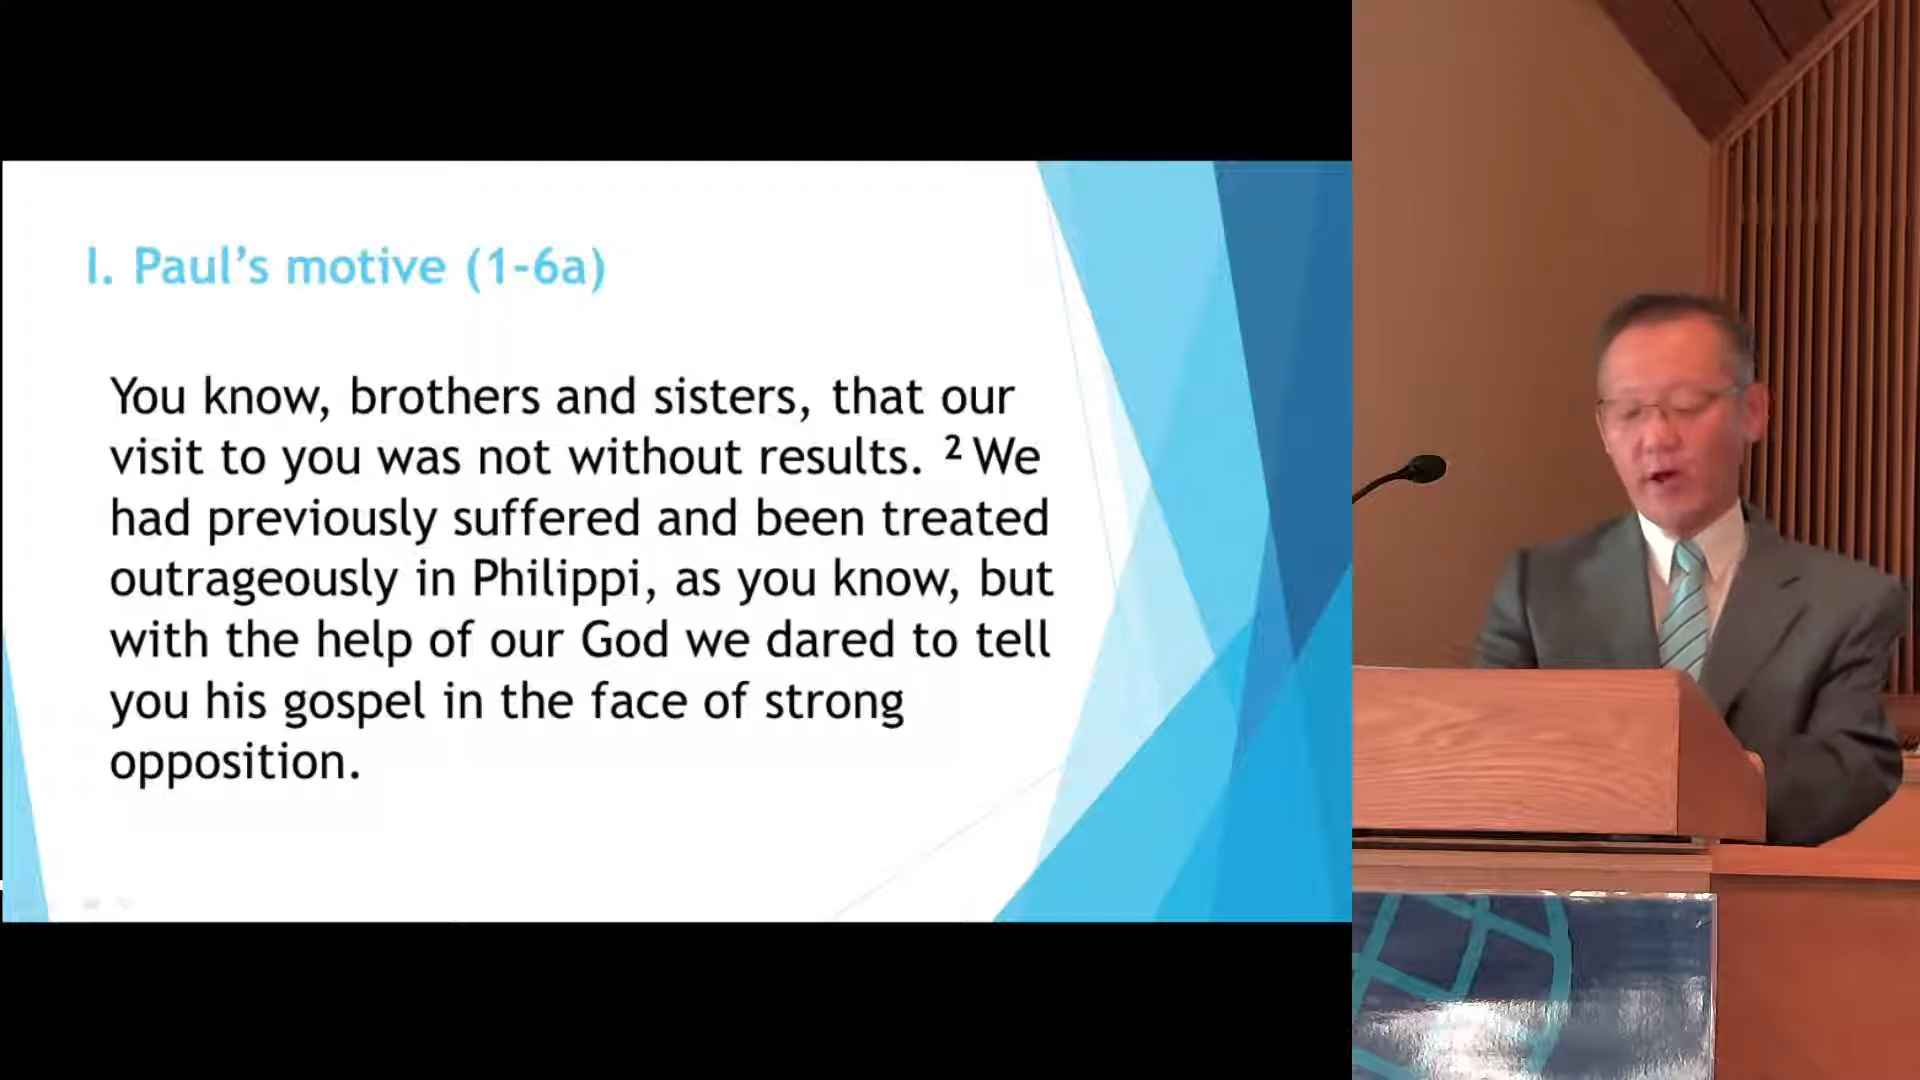 I. Paul’s motive (1-6a)
You know, brothers and sisters, that our
visit to you was not without results. ² We
had previously suffered and been treated
outrageously in Philippi, as you know, but
with the help of our God we dared to tell
you his gospel in the face of strong
opposition.